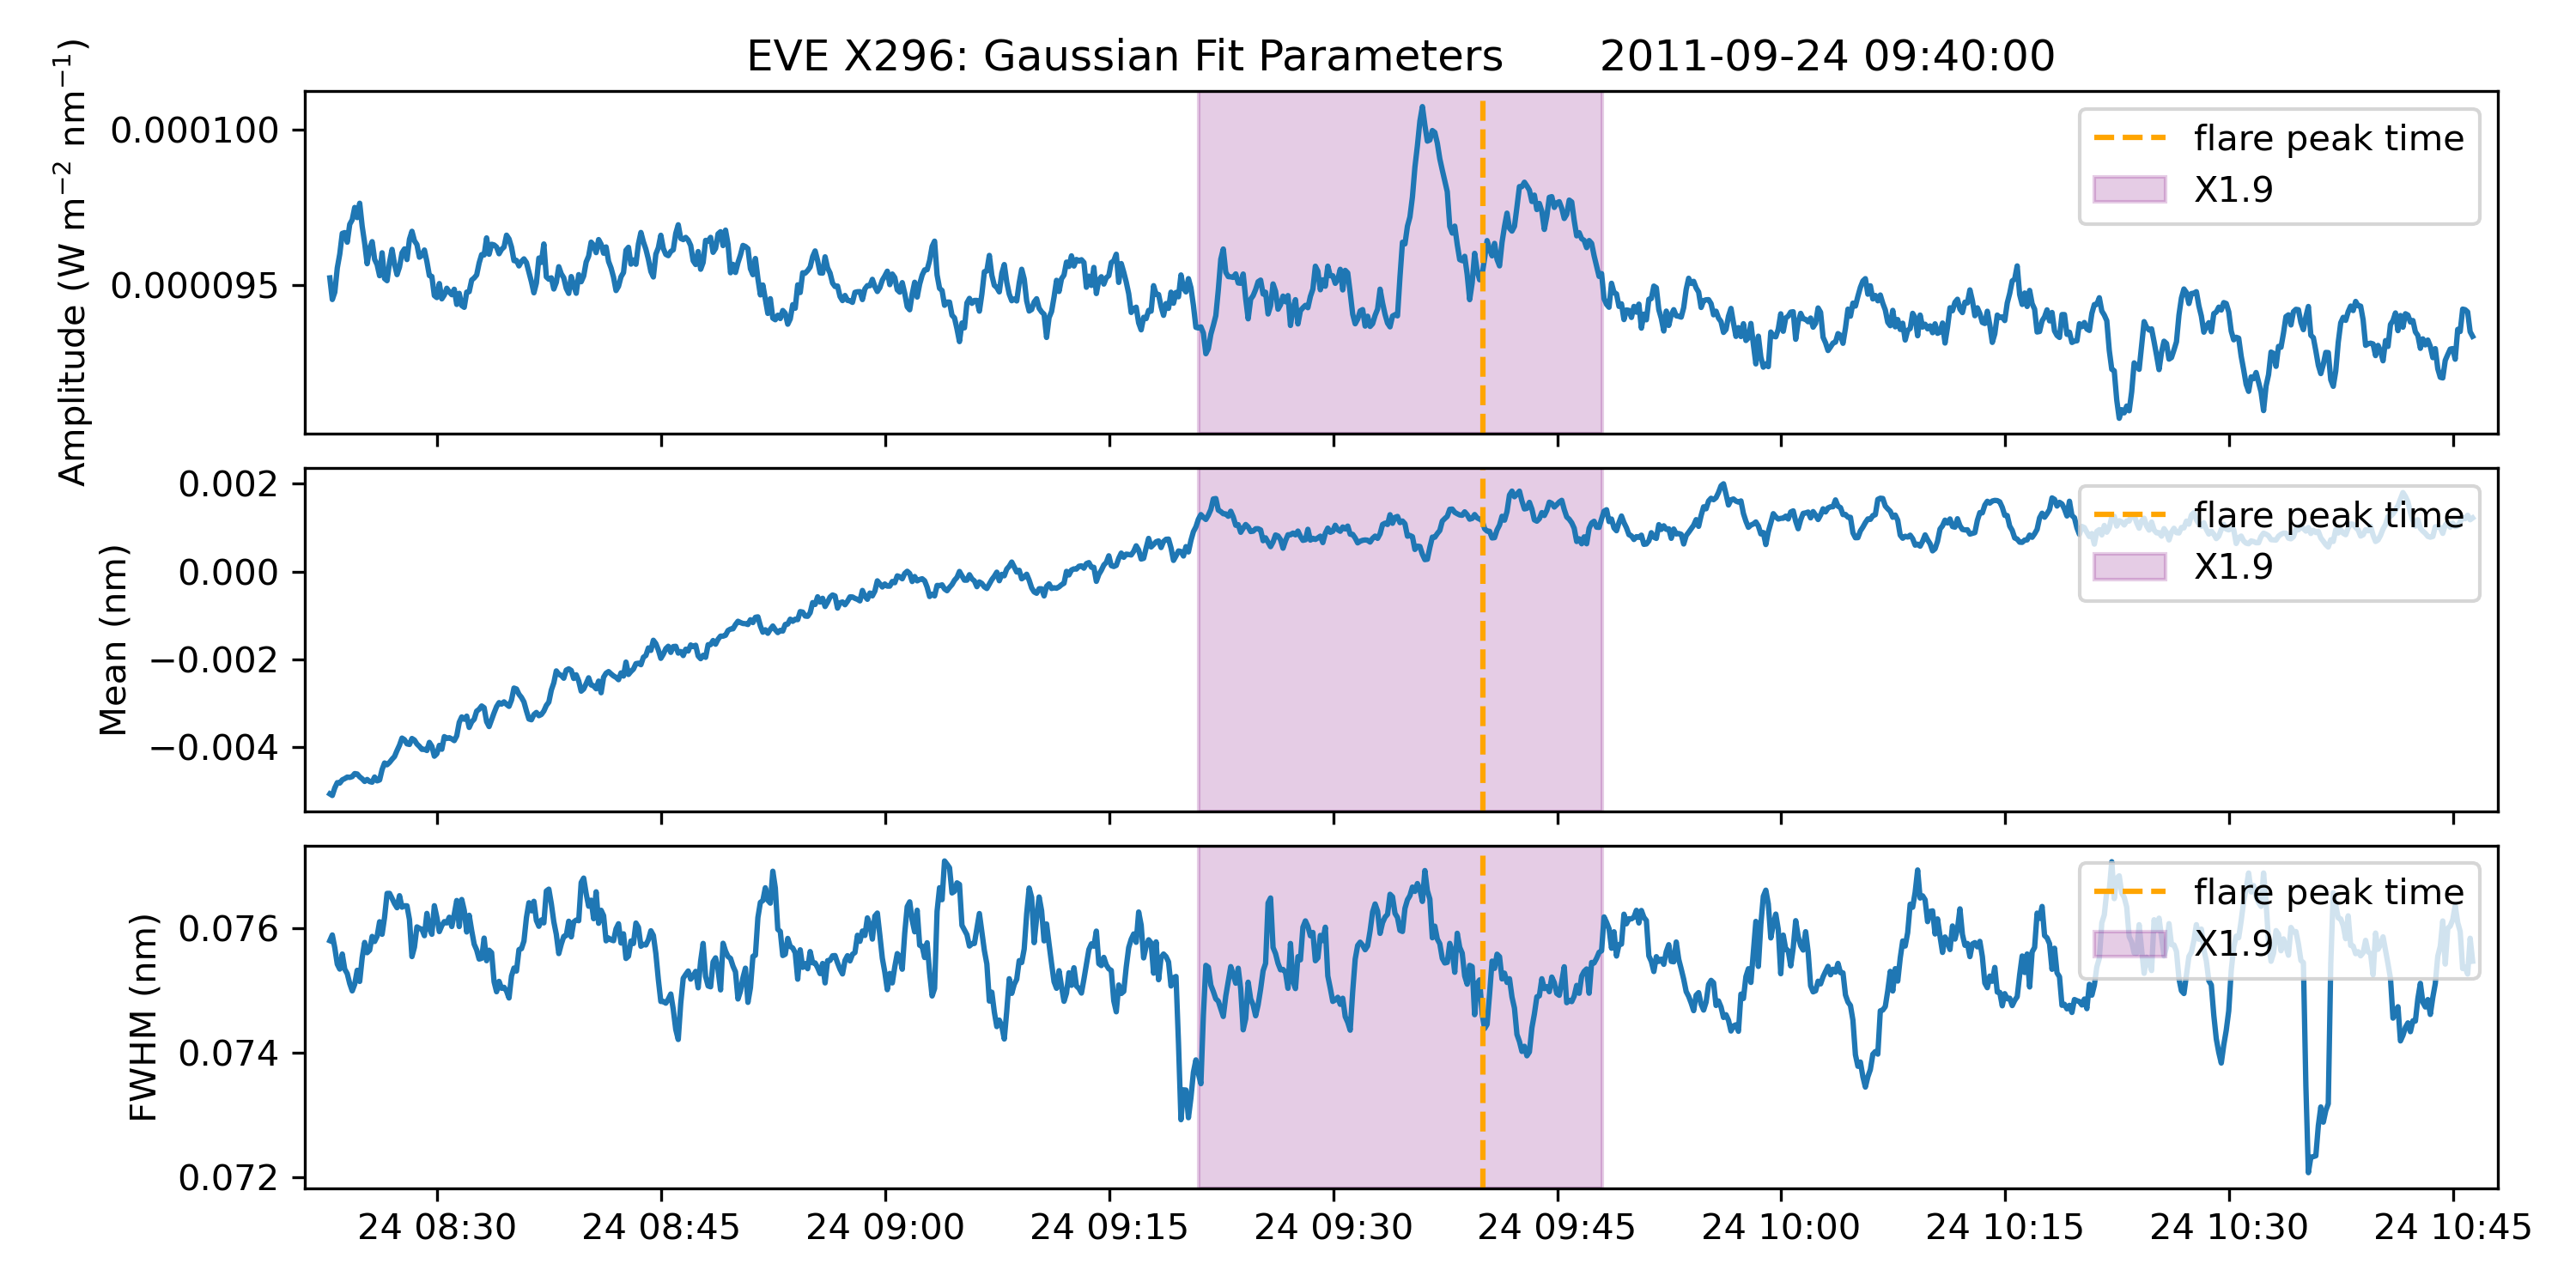 EVE X296: Gaussian Fit Parameters 2011-09-24 09:40:00
Amplitude (W m⁻² nm⁻¹)
0.000100
0.000095
flare peak time
X1.9
Mean (nm)
0.002
0.000
−0.002
−0.004
flare peak time
X1.9
FWHM (nm)
0.076
0.074
0.072
flare peak time
X1.9
24 08:30 24 08:45 24 09:00 24 09:15 24 09:30 24 09:45 24 10:00 24 10:15 24 10:30 24 10:45